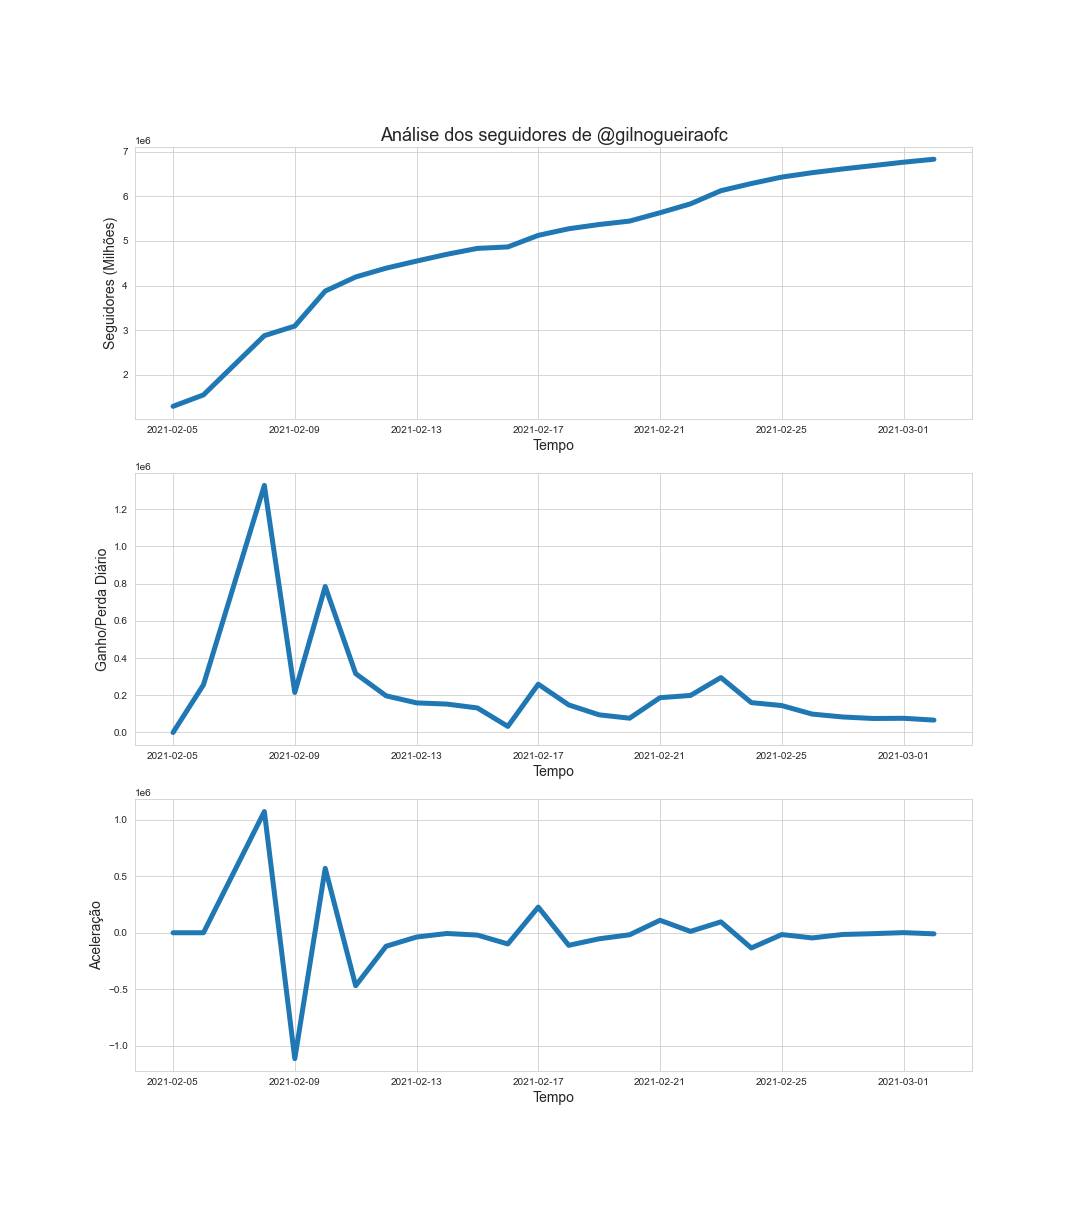 Análise dos seguidores de @gilnogueiraofc
1e6
7
6
5
4
3
2
Seguidores (Milhões)
2021-02-05 2021-02-09 2021-02-13 2021-02-17 2021-02-21 2021-02-25 2021-03-01
Tempo
1e6
1.2
1.0
0.8
0.6
0.4
0.2
0.0
Ganho/Perda Diário
2021-02-05 2021-02-09 2021-02-13 2021-02-17 2021-02-21 2021-02-25 2021-03-01
Tempo
1e6
1.0
0.5
0.0
−0.5
−1.0
Aceleração
2021-02-05 2021-02-09 2021-02-13 2021-02-17 2021-02-21 2021-02-25 2021-03-01
Tempo